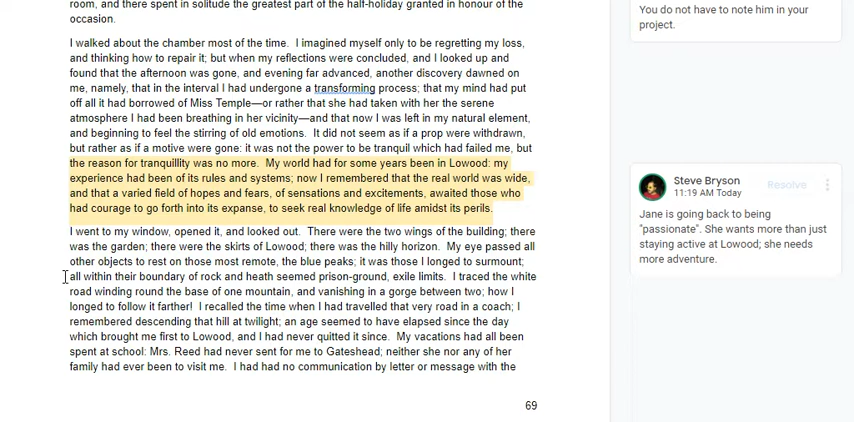 room, and there spent in solitude the greatest part of the half-holiday granted in honour of the
occasion.
I walked about the chamber most of the time.  I imagined myself only to be regretting my loss,
and thinking how to repair it; but when my reflections were concluded, and I looked up and
found that the afternoon was gone, and evening far advanced, another discovery dawned on
me, namely, that in the interval I had undergone a transforming process; that my mind had put
off all it had borrowed of Miss Temple—or rather that she had taken with her the serene
atmosphere I had been breathing in her vicinity—and that now I was left in my natural element,
and beginning to feel the stirring of old emotions.  It did not seem as if a prop were withdrawn,
but rather as if a motive were gone: it was not the power to be tranquil which had failed me, but
the reason for tranquillity was no more.  My world had for some years been in Lowood: my
experience had been of its rules and systems; now I remembered that the real world was wide,
and that a varied field of hopes and fears, of sensations and excitements, awaited those who
had courage to go forth into its expanse, to seek real knowledge of life amidst its perils.
I went to my window, opened it, and looked out.  There were the two wings of the building; there
was the garden; there were the skirts of Lowood; there was the hilly horizon.  My eye passed all
other objects to rest on those most remote, the blue peaks; it was those I longed to surmount;
all within their boundary of rock and heath seemed prison-ground, exile limits.  I traced the white
road winding round the base of one mountain, and vanishing in a gorge between two; how I
longed to follow it farther!  I recalled the time when I had travelled that very road in a coach; I
remembered descending that hill at twilight; an age seemed to have elapsed since the day
which brought me first to Lowood, and I had never quitted it since.  My vacations had all been
spent at school: Mrs. Reed had never sent for me to Gateshead; neither she nor any of her
family had ever been to visit me.  I had had no communication by letter or message with the
69
You do not have to note him in your
project.
Steve Bryson
11:19 AM Today
Resolve
Jane is going back to being
"passionate". She wants more than just
staying active at Lowood; she needs
more adventure.